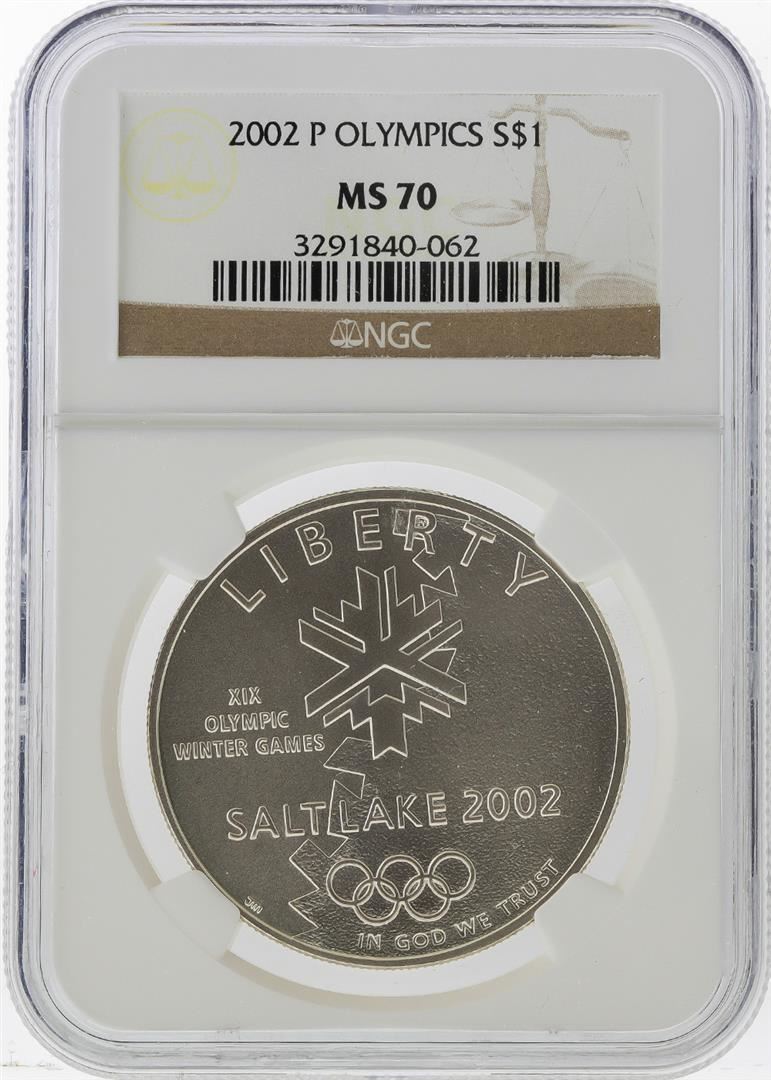 2002 P OLYMPICS S$1
MS 70
3291840-062
NGC
LIBERTY
XIX
OLYMPIC
WINTER GAMES
SALT LAKE 2002
IN GOD WE TRUST